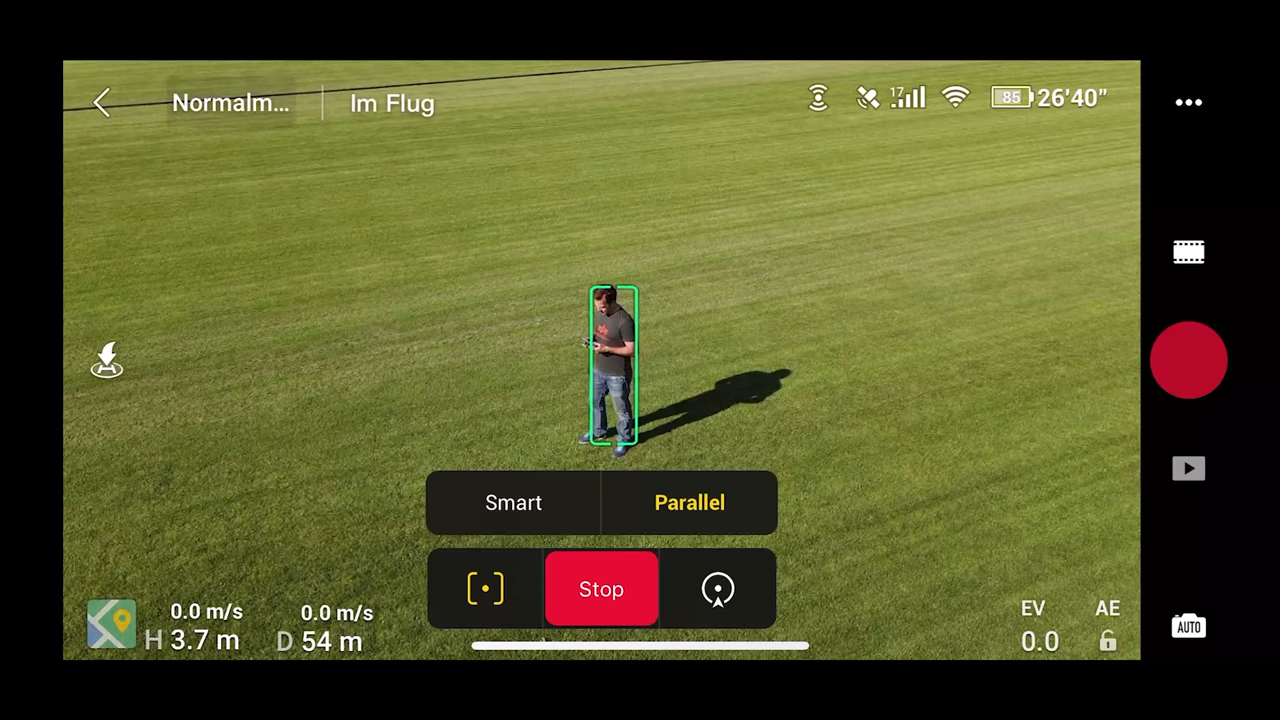 Normalm...
Im Flug
17
85
26'40"
Smart
Parallel
Stop
0.0 m/s
0.0 m/s
H 3.7 m
D 54 m
EV
AE
0.0
AUTO